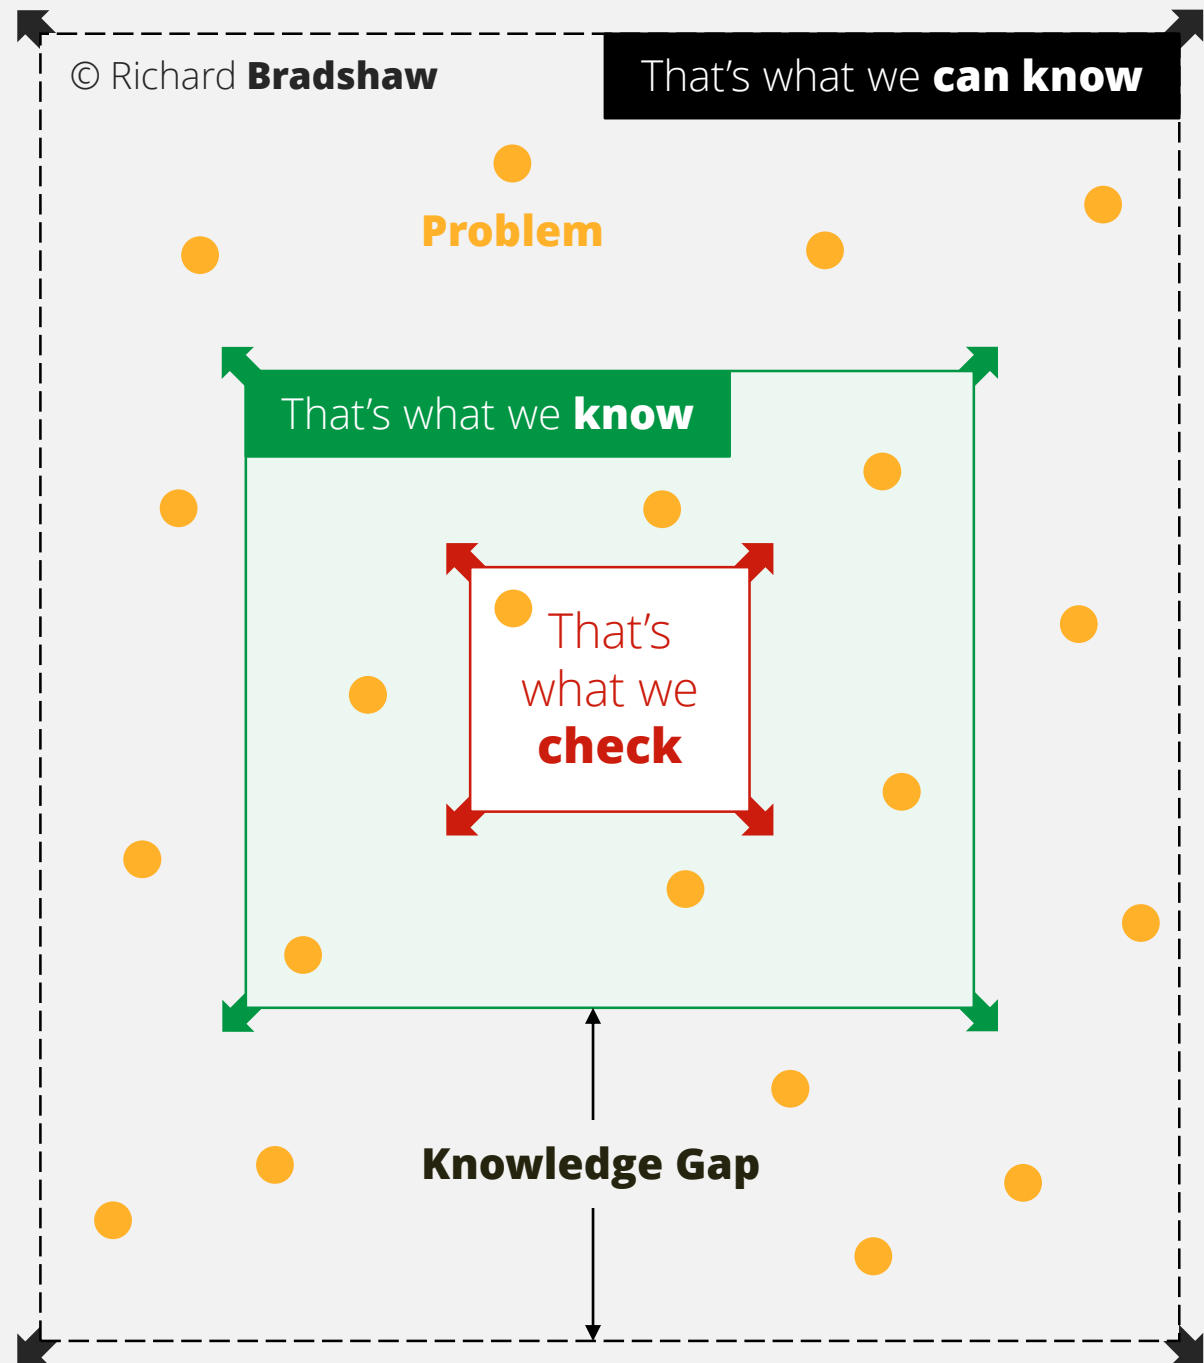 © Richard Bradshaw
That's what we can know
Problem
That's what we know
That's
what we
check
Knowledge Gap